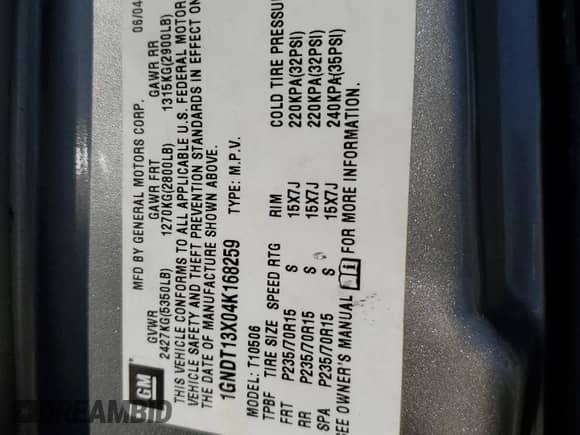 GM
MFD BY GENERAL MOTORS CORP. 06/04
GVWR GAWR FRT GAWR RR
2427KG(5350LB) 1270KG(2800LB) 1315KG(2900LB)
THIS VEHICLE CONFORMS TO ALL APPLICABLE U.S. FEDERAL MOTOR
VEHICLE SAFETY AND THEFT PREVENTION STANDARDS IN EFFECT ON
THE DATE OF MANUFACTURE SHOWN ABOVE.
1GNDT13X04K168259 TYPE: M.P.V.
MODEL: T10506
TPBF TIRE SIZE SPEED RTG RIM COLD TIRE PRESSU
FRT P235/70R15 S 15X7J 220KPA(32PSI)
RR P235/70R15 S 15X7J 220KPA(32PSI)
SPA P235/70R15 S 15X7J 240KPA(35PSI)
SEE OWNER'S MANUAL FOR MORE INFORMATION.
DREAMBID